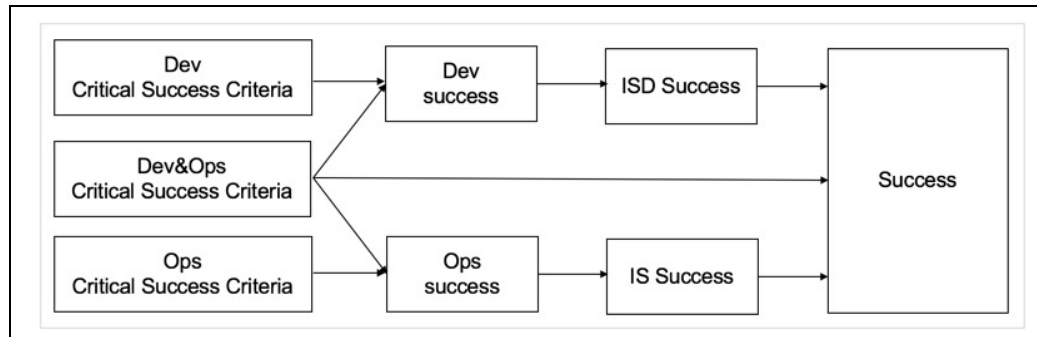 Dev
Critical Success Criteria
Dev
success
ISD Success
Dev&Ops
Critical Success Criteria
Success
Ops
Critical Success Criteria
Ops
success
IS Success